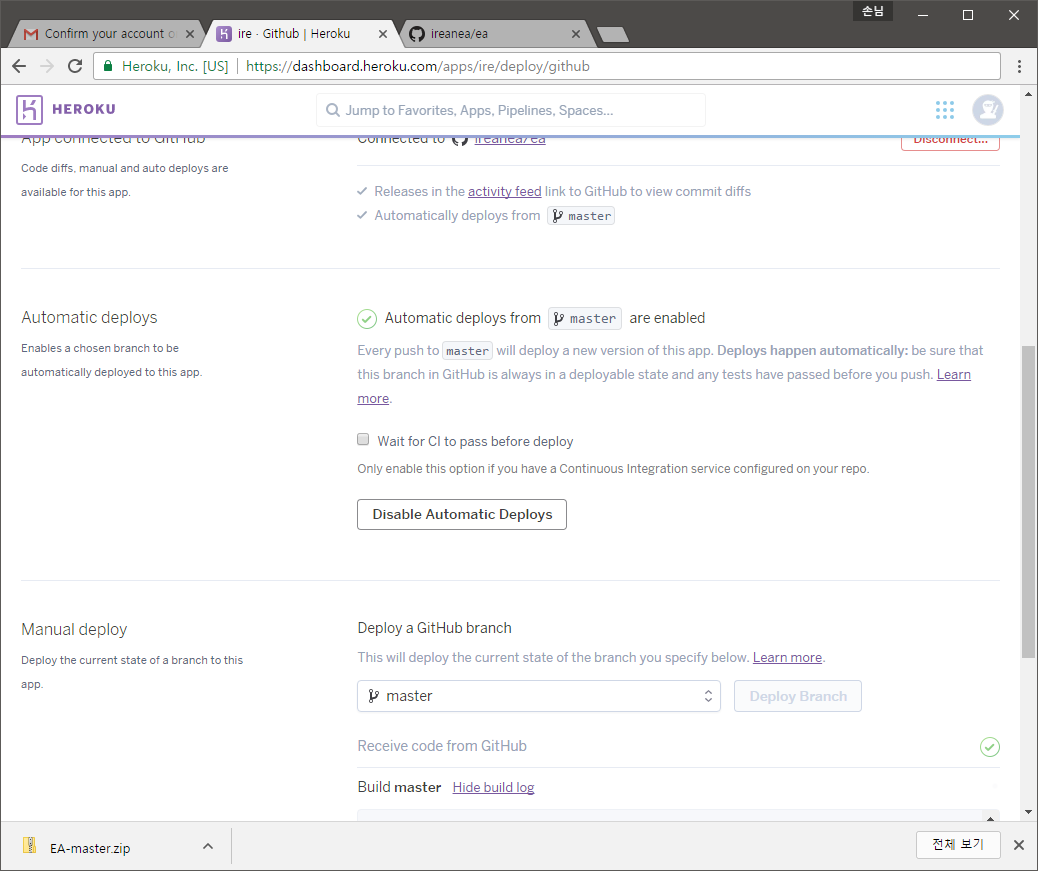 손님
Confirm your account o
ire · Github | Heroku
ireanea/ea
Heroku, Inc. [US] | https://dashboard.heroku.com/apps/ire/deploy/github
HEROKU
Jump to Favorites, Apps, Pipelines, Spaces...
App connected to GitHub
Connected to ireanea/ea
Disconnect...
Code diffs, manual and auto deploys are
available for this app.
Releases in the activity feed link to GitHub to view commit diffs
Automatically deploys from master
Automatic deploys
Enables a chosen branch to be
automatically deployed to this app.
Automatic deploys from master are enabled
Every push to master will deploy a new version of this app. Deploys happen automatically: be sure that
this branch in GitHub is always in a deployable state and any tests have passed before you push. Learn
more.
Wait for CI to pass before deploy
Only enable this option if you have a Continuous Integration service configured on your repo.
Disable Automatic Deploys
Manual deploy
Deploy the current state of a branch to this
app.
Deploy a GitHub branch
This will deploy the current state of the branch you specify below. Learn more.
master
Deploy Branch
Receive code from GitHub
Build master Hide build log
EA-master.zip
전체 보기